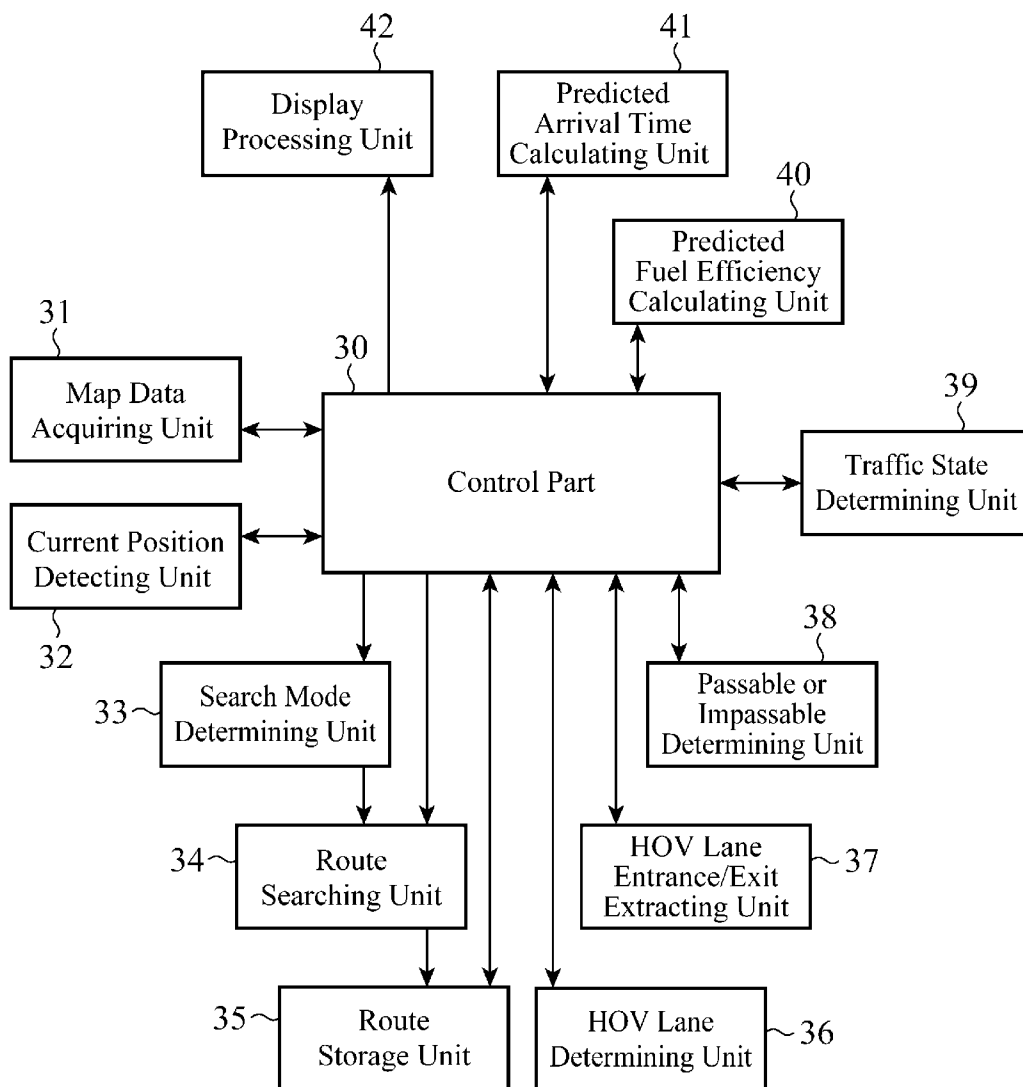 42
Display
Processing Unit
41
Predicted
Arrival Time
Calculating Unit
40
Predicted
Fuel Efficiency
Calculating Unit
31
Map Data
Acquiring Unit
30
Control Part
39
Traffic State
Determining Unit
Current Position
Detecting Unit
32
33
Search Mode
Determining Unit
38
Passable or
Impassable
Determining Unit
34
Route
Searching Unit
HOV Lane
Entrance/Exit
Extracting Unit
37
35
Route
Storage Unit
HOV Lane
Determining Unit
36